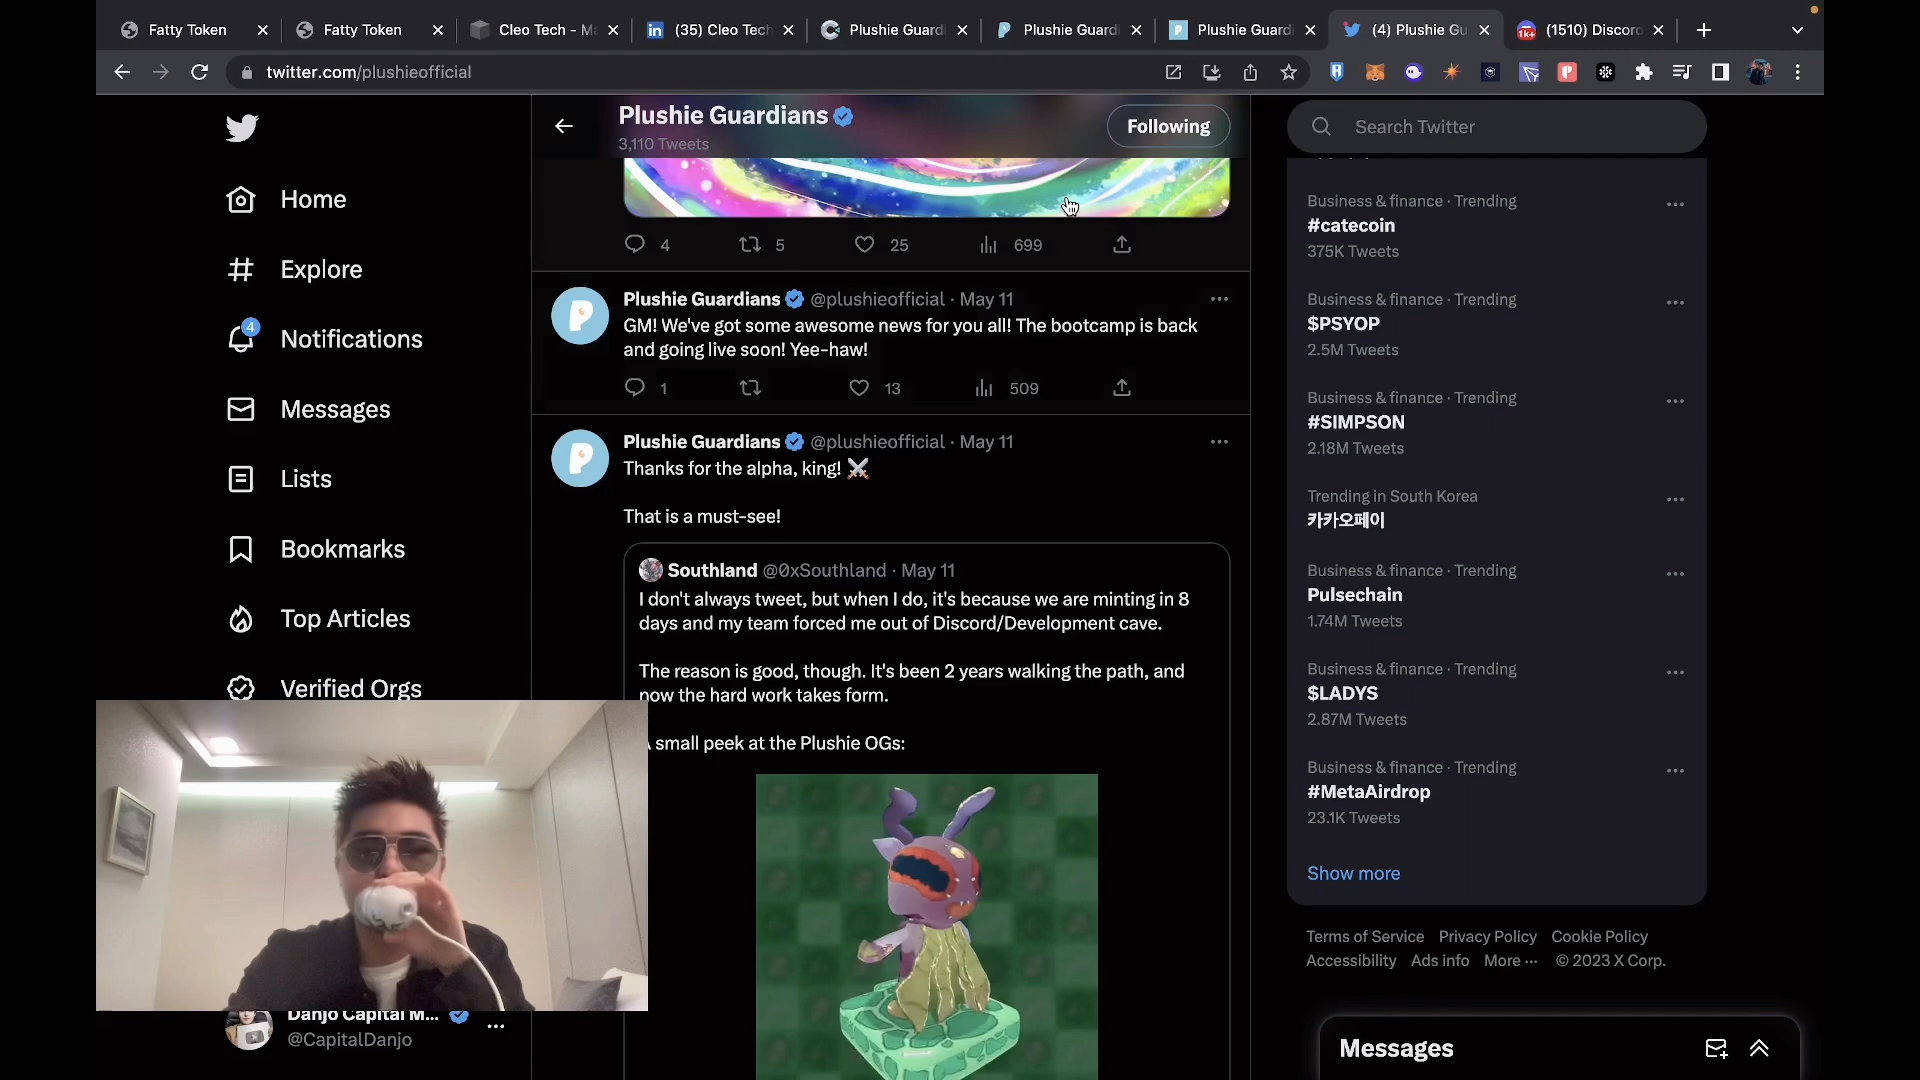 Fatty Token
Fatty Token
Cleo Tech - Ma
(35) Cleo Tech
Plushie Guardi
Plushie Guardi
Plushie Guardi
(4) Plushie Gu
(1510) Discord
twitter.com/plushieofficial
Home
Explore
4
Notifications
Messages
Lists
Bookmarks
Top Articles
Verified Orgs
Danjo Capital M...
@CapitalDanjo
Plushie Guardians
3,110 Tweets
Following
4 5 25 699
Plushie Guardians @plushieofficial · May 11
GM! We've got some awesome news for you all! The bootcamp is back
and going live soon! Yee-haw!
1 13 509
Plushie Guardians @plushieofficial · May 11
Thanks for the alpha, king! ⚔️
That is a must-see!
Southland @0xSouthland · May 11
I don't always tweet, but when I do, it's because we are minting in 8
days and my team forced me out of Discord/Development cave.
The reason is good, though. It's been 2 years walking the path, and
now the hard work takes form.
small peek at the Plushie OGs:
Search Twitter
Business & finance · Trending
#catecoin
375K Tweets
Business & finance · Trending
$PSYOP
2.5M Tweets
Business & finance · Trending
#SIMPSON
2.18M Tweets
Trending in South Korea
카카오페이
Business & finance · Trending
Pulsechain
1.74M Tweets
Business & finance · Trending
$LADYS
2.87M Tweets
Business & finance · Trending
#MetaAirdrop
23.1K Tweets
Show more
Terms of Service Privacy Policy Cookie Policy
Accessibility Ads info More ··· © 2023 X Corp.
Messages